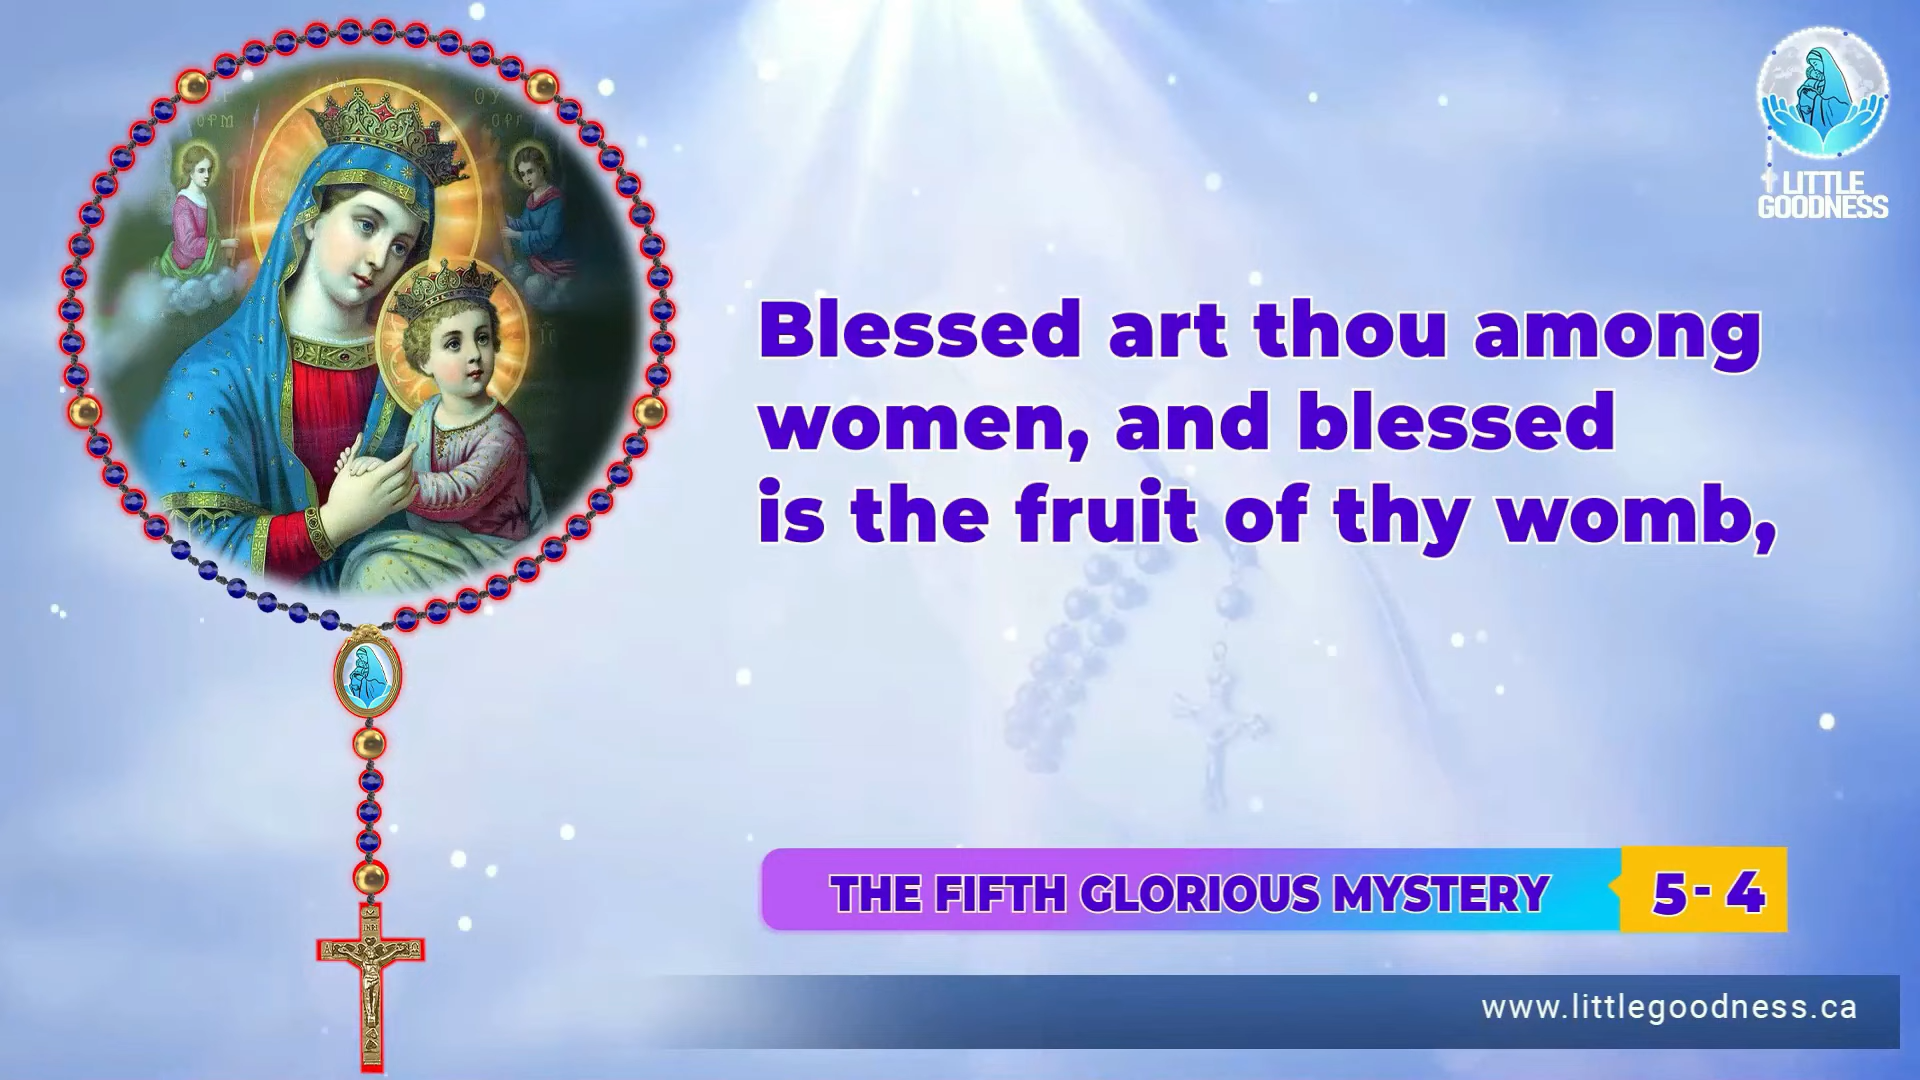 LITTLE
GOODNESS
Blessed art thou among
women, and blessed
is the fruit of thy womb,
THE FIFTH GLORIOUS MYSTERY 5 - 4
www.littlegoodness.ca
INRI